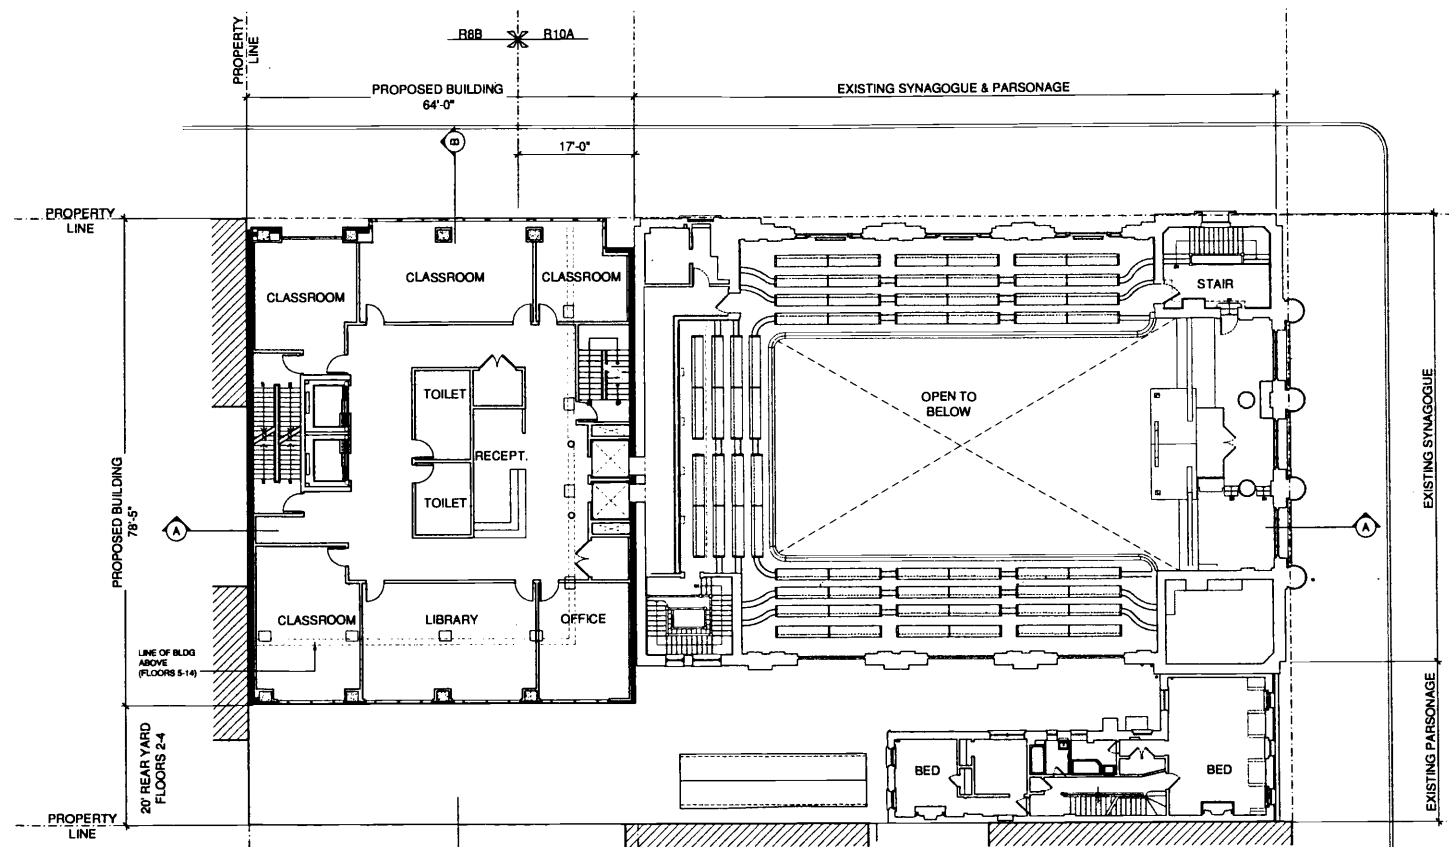 R8B
R10A
PROPERTY
LINE
PROPOSED BUILDING
64'-0"
EXISTING SYNAGOGUE & PARSONAGE
B
17'-0"
PROPERTY
LINE
CLASSROOM
CLASSROOM
CLASSROOM
STAIR
TOILET
OPEN TO
BELOW
EXISTING SYNAGOGUE
RECEPT.
TOILET
PROPOSED BUILDING
78'-5"
A
A
CLASSROOM
LIBRARY
OFFICE
LINE OF BLDG
ABOVE
(FLOORS 5-14)
20' REAR YARD
FLOORS 2-4
BED
BED
EXISTING PARSONAGE
PROPERTY
LINE